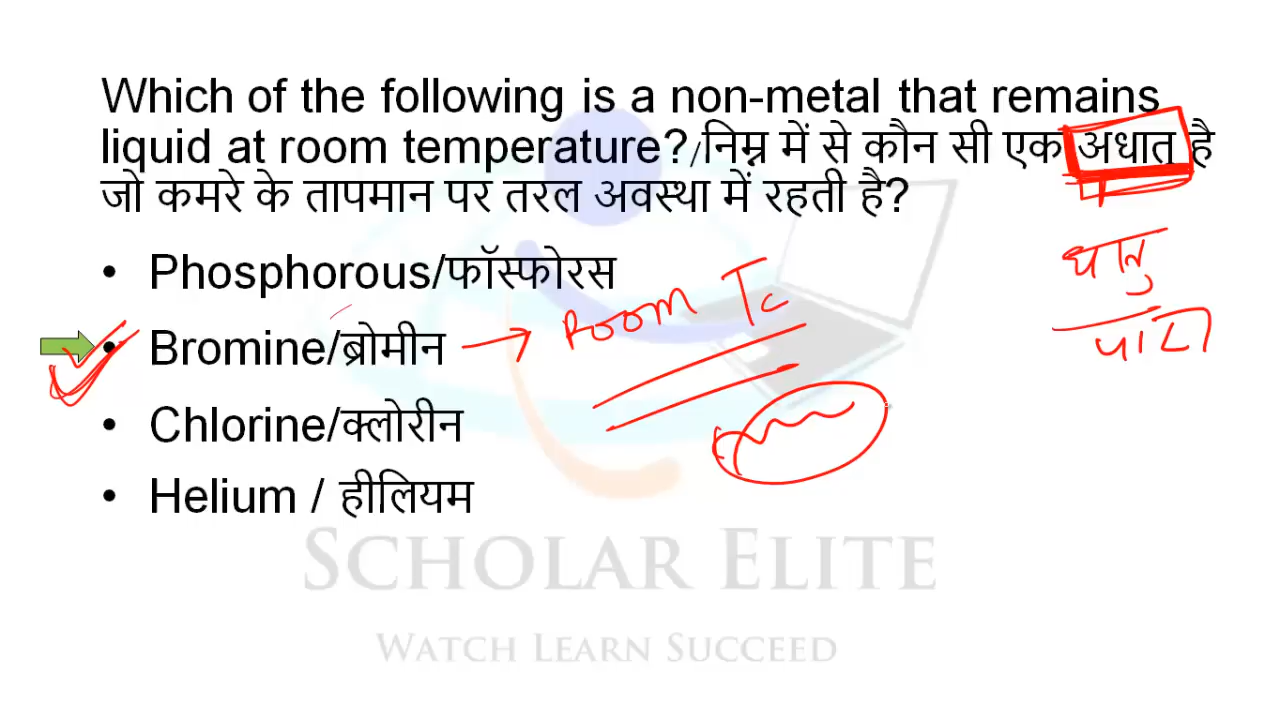 Which of the following is a non-metal that remains
liquid at room temperature?/निम्न में से कौन सी एक अधातु है
जो कमरे के तापमान पर तरल अवस्था में रहती है?
• Phosphorous/फॉस्फोरस
• Bromine/ब्रोमीन → Room Tc
• Chlorine/क्लोरीन
• Helium / हीलियम
धातु
पारा
SCHOLAR ELITE
WATCH LEARN SUCCEED